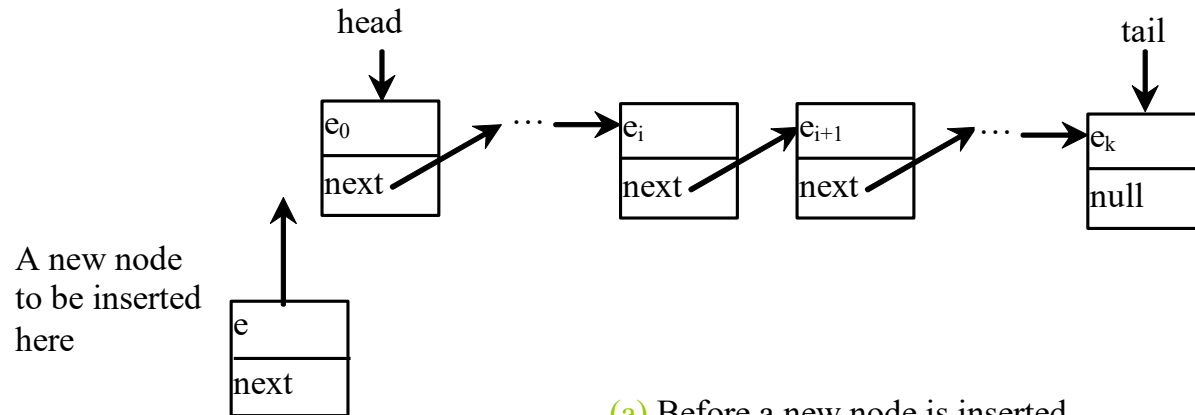 head
tail
e₀
next
…
eᵢ
next
eᵢ₊₁
next
…
eₖ
null
A new node
to be inserted
here
e
next
(a) Before a new node is inserted